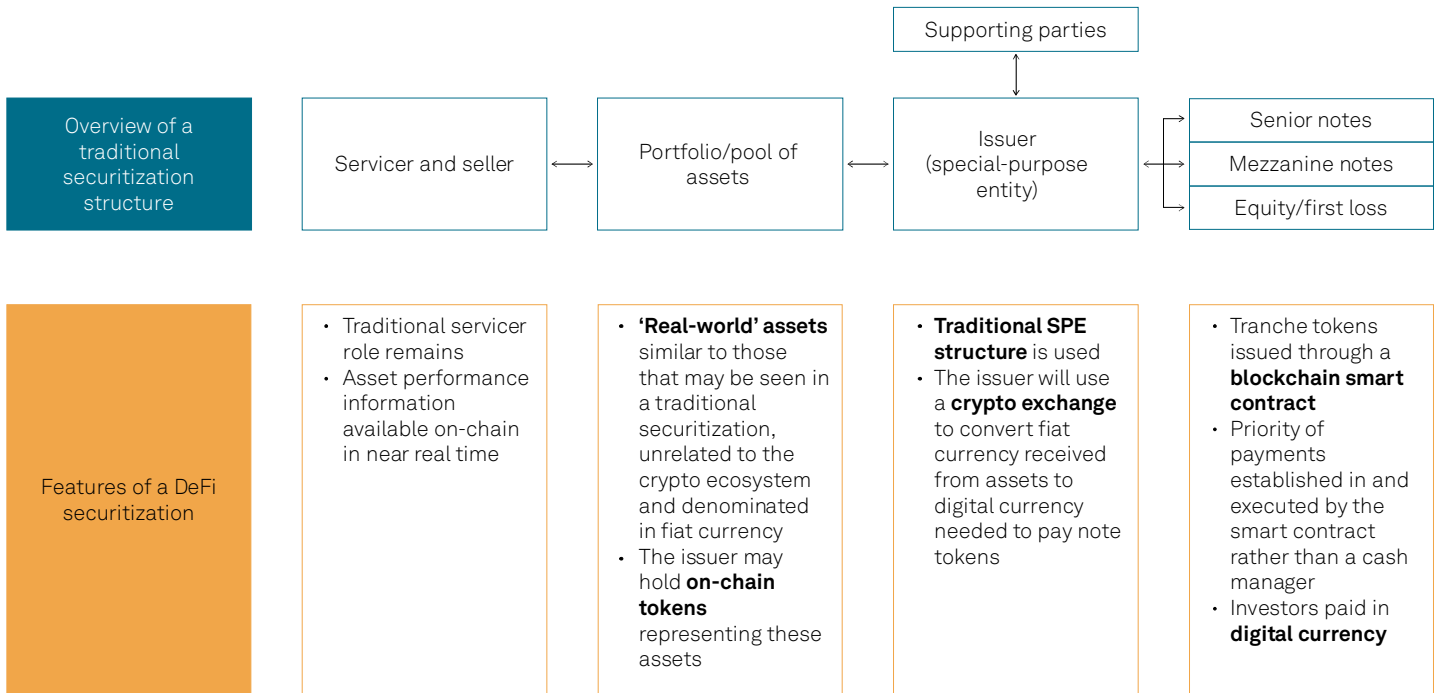 Supporting parties
Overview of a
traditional
securitization
structure
Servicer and seller
Portfolio/pool of
assets
Issuer
(special-purpose
entity)
Senior notes
Mezzanine notes
Equity/first loss
Features of a DeFi
securitization
• Traditional servicer
role remains
• Asset performance
information
available on-chain
in near real time
• ‘Real-world’ assets
similar to those
that may be seen in
a traditional
securitization,
unrelated to the
crypto ecosystem
and denominated
in fiat currency
• The issuer may
hold on-chain
tokens
representing these
assets
• Traditional SPE
structure is used
• The issuer will use
a crypto exchange
to convert fiat
currency received
from assets to
digital currency
needed to pay note
tokens
• Tranche tokens
issued through a
blockchain smart
contract
• Priority of
payments
established in and
executed by the
smart contract
rather than a cash
manager
• Investors paid in
digital currency